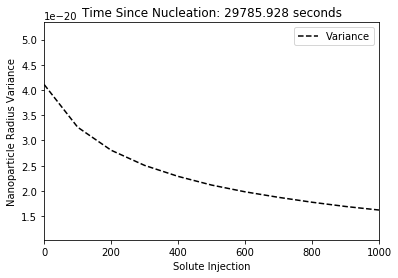 Time Since Nucleation: 29785.928 seconds
1e−20
Variance
Nanoparticle Radius Variance
5.0
4.5
4.0
3.5
3.0
2.5
2.0
1.5
0 200 400 600 800 1000
Solute Injection